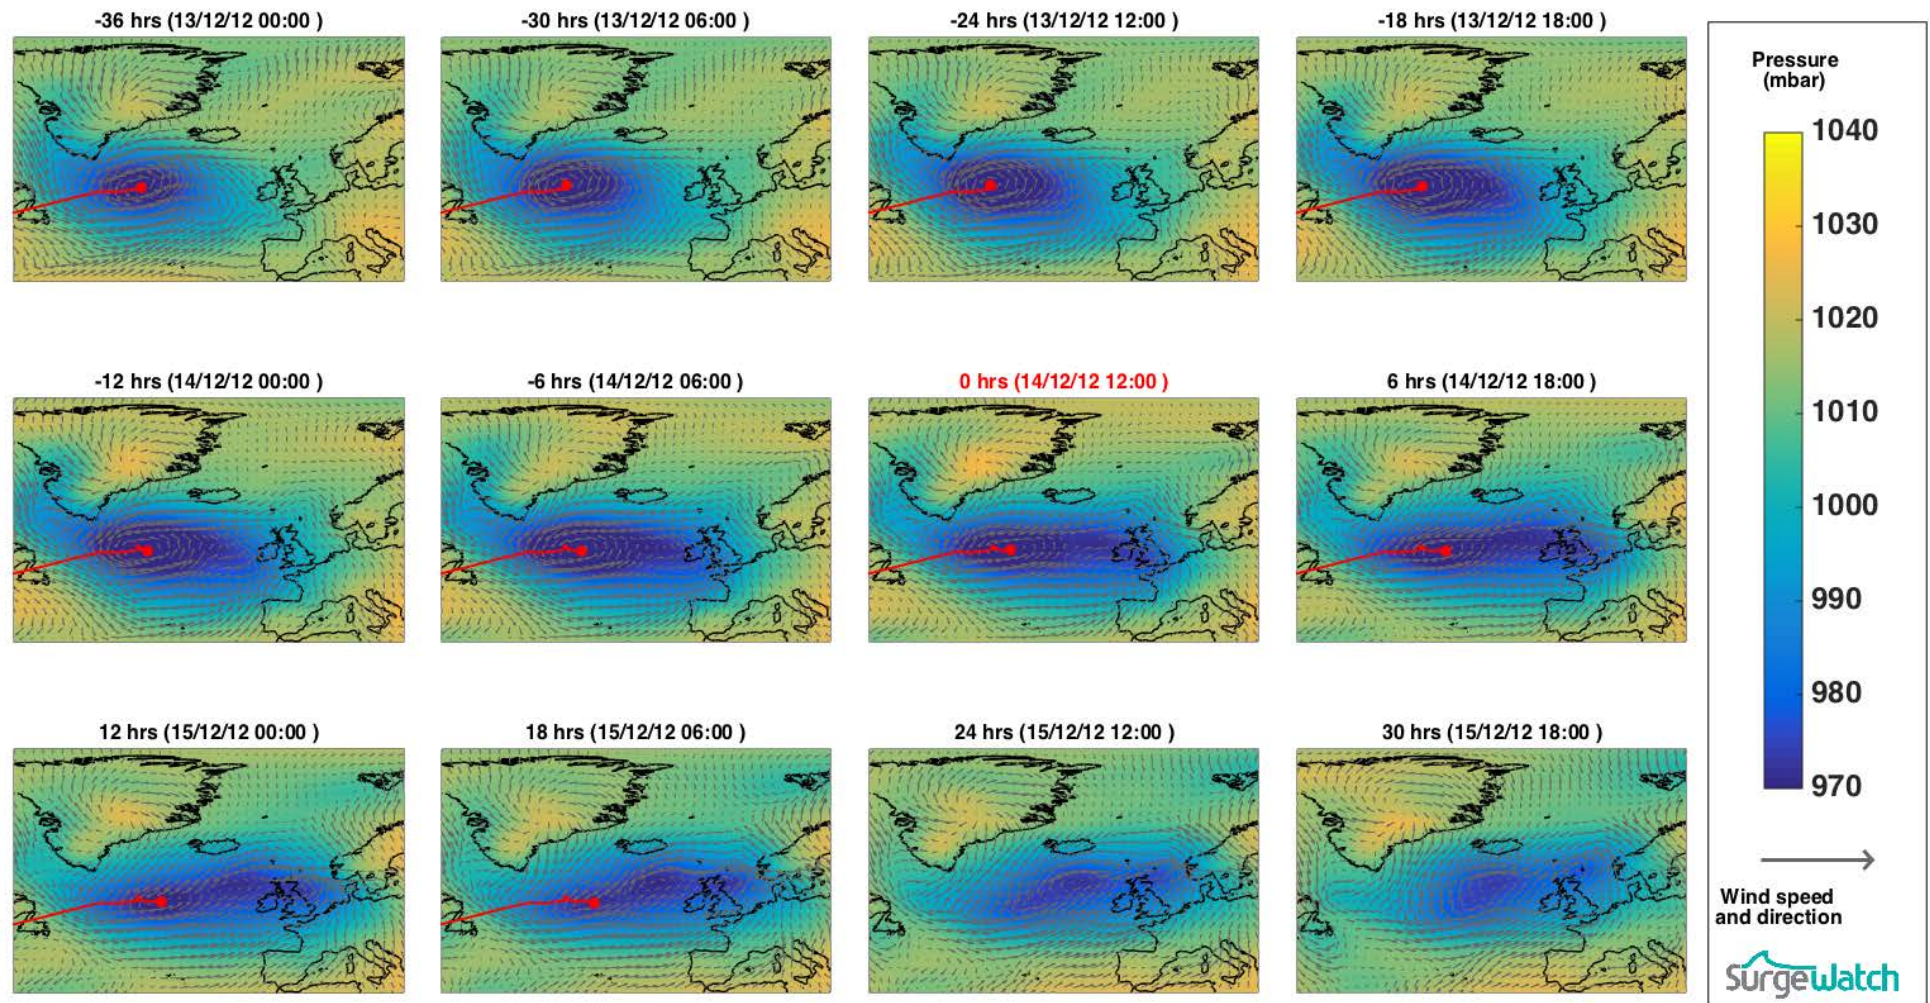 -36 hrs (13/12/12 00:00 )
-30 hrs (13/12/12 06:00 )
-24 hrs (13/12/12 12:00 )
-18 hrs (13/12/12 18:00 )
-12 hrs (14/12/12 00:00 )
-6 hrs (14/12/12 06:00 )
0 hrs (14/12/12 12:00 )
6 hrs (14/12/12 18:00 )
12 hrs (15/12/12 00:00 )
18 hrs (15/12/12 06:00 )
24 hrs (15/12/12 12:00 )
30 hrs (15/12/12 18:00 )
Pressure
(mbar)
1040
1030
1020
1010
1000
990
980
970
Wind speed
and direction
Surgewatch